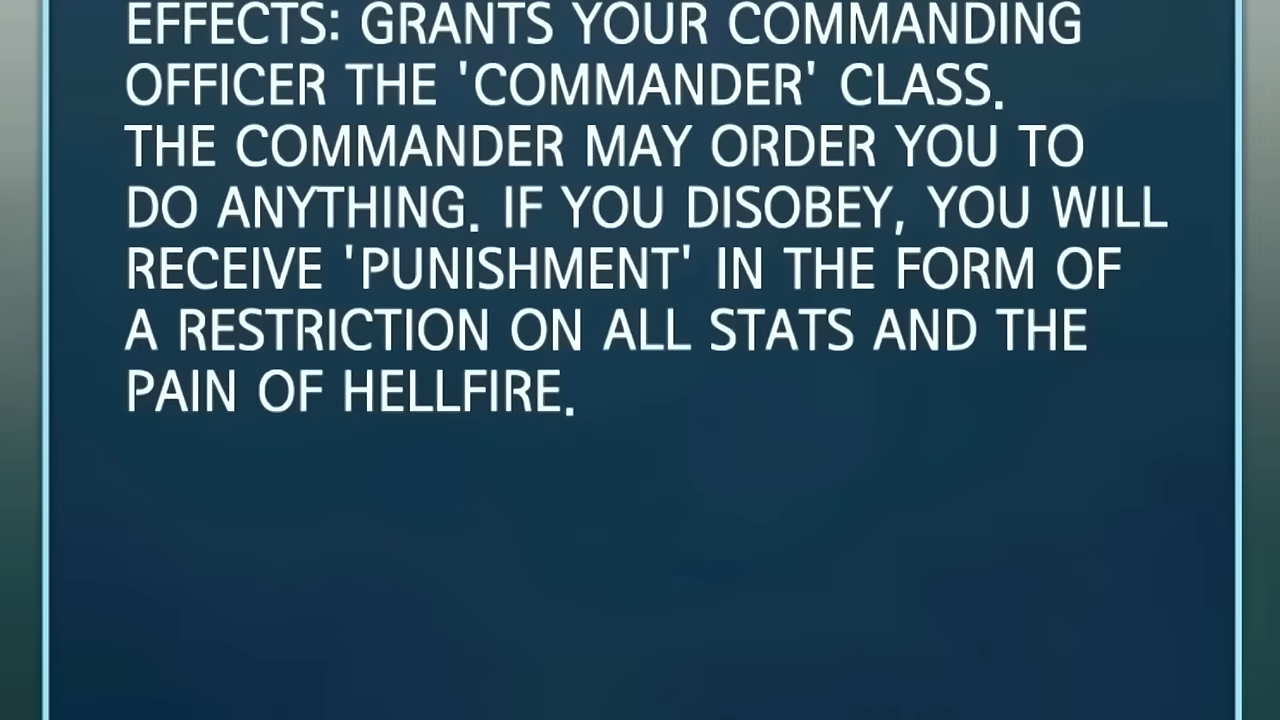 EFFECTS: GRANTS YOUR COMMANDING
OFFICER THE 'COMMANDER' CLASS.
THE COMMANDER MAY ORDER YOU TO
DO ANYTHING. IF YOU DISOBEY, YOU WILL
RECEIVE 'PUNISHMENT' IN THE FORM OF
A RESTRICTION ON ALL STATS AND THE
PAIN OF HELLFIRE.